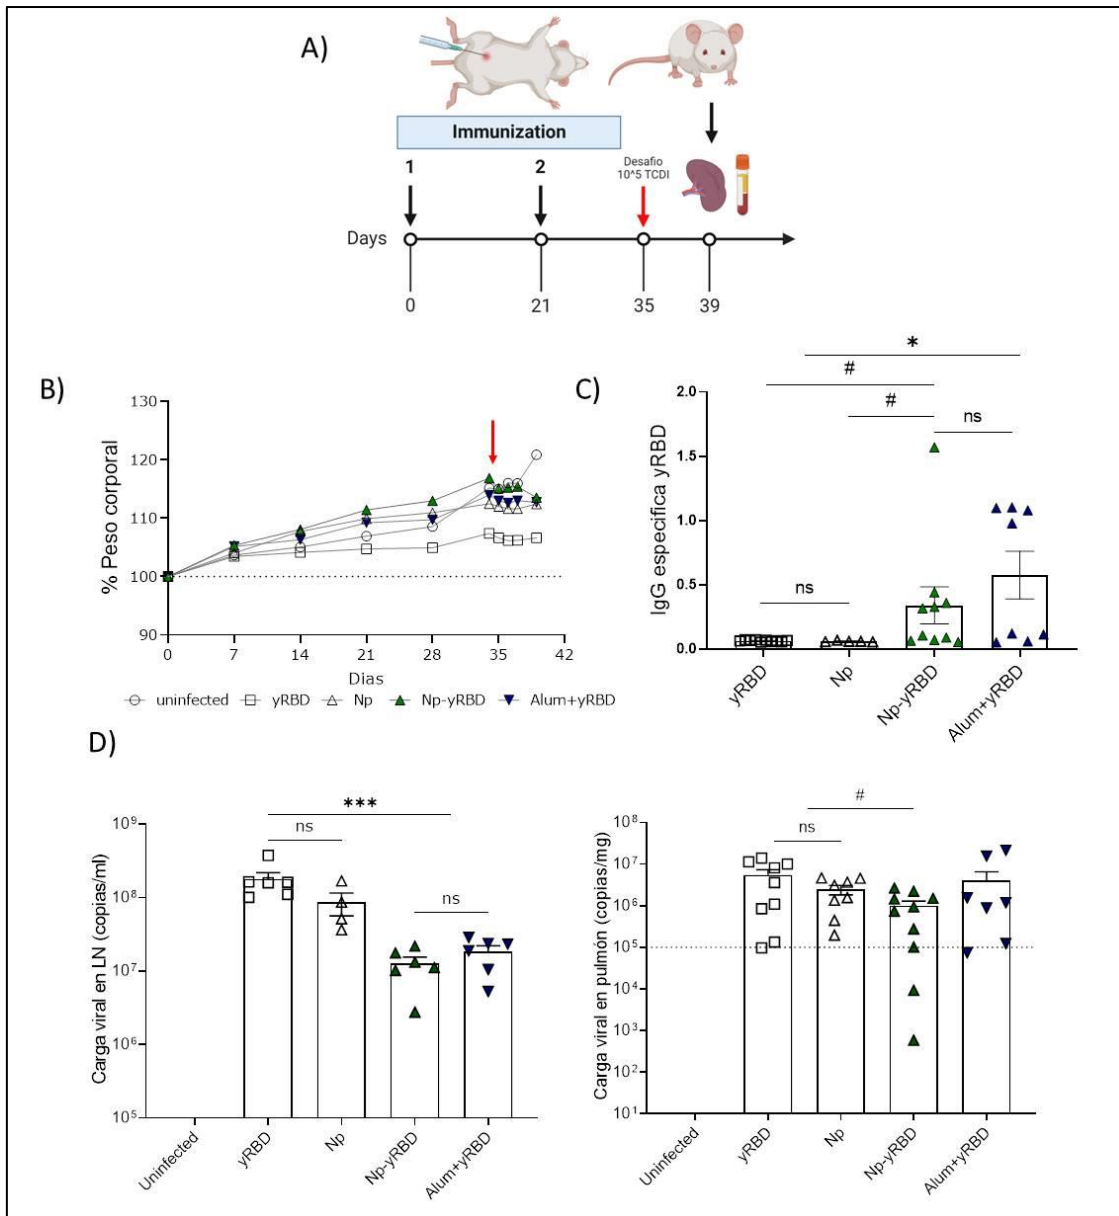 A)
Immunization
1
2
Desafio
10^5 TCDI
Days
0
21
35
39
B)
% Peso corporal
130
120
110
100
90
0
7
14
21
28
35
42
Dias
uninfected
yRBD
Np
Np-yRBD
Alum+yRBD
C)
IgG especifica yRBD
*
#
#
ns
ns
2.0
1.5
1.0
0.5
0.0
yRBD
Np
Np-yRBD
Alum+yRBD
D)
Carga viral en LN (copias/ml)
***
ns
ns
10⁹
10⁸
10⁷
10⁶
10⁵
Uninfected
yRBD
Np
Np-yRBD
Alum+yRBD
Carga viral en pulmón (copias/mg)
#
ns
10⁸
10⁷
10⁶
10⁵
10⁴
10³
10²
10¹
Uninfected
yRBD
Np
Np-yRBD
Alum+yRBD